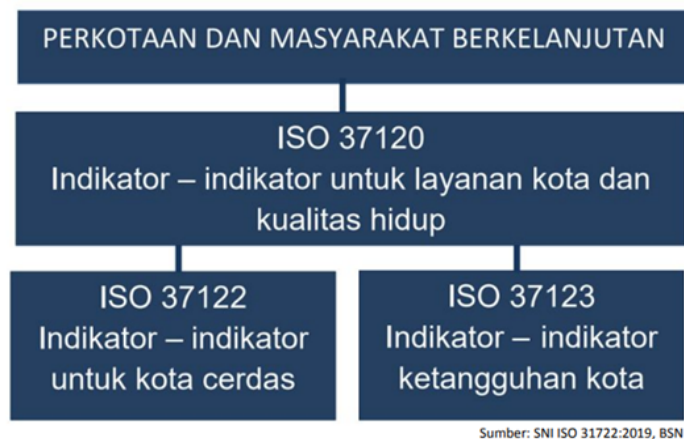 PERKOTAAN DAN MASYARAKAT BERKELANJUTAN
ISO 37120
Indikator – indikator untuk layanan kota dan
kualitas hidup
ISO 37122
Indikator – indikator
untuk kota cerdas
ISO 37123
Indikator – indikator
ketangguhan kota
Sumber: SNI ISO 31722:2019, BSN